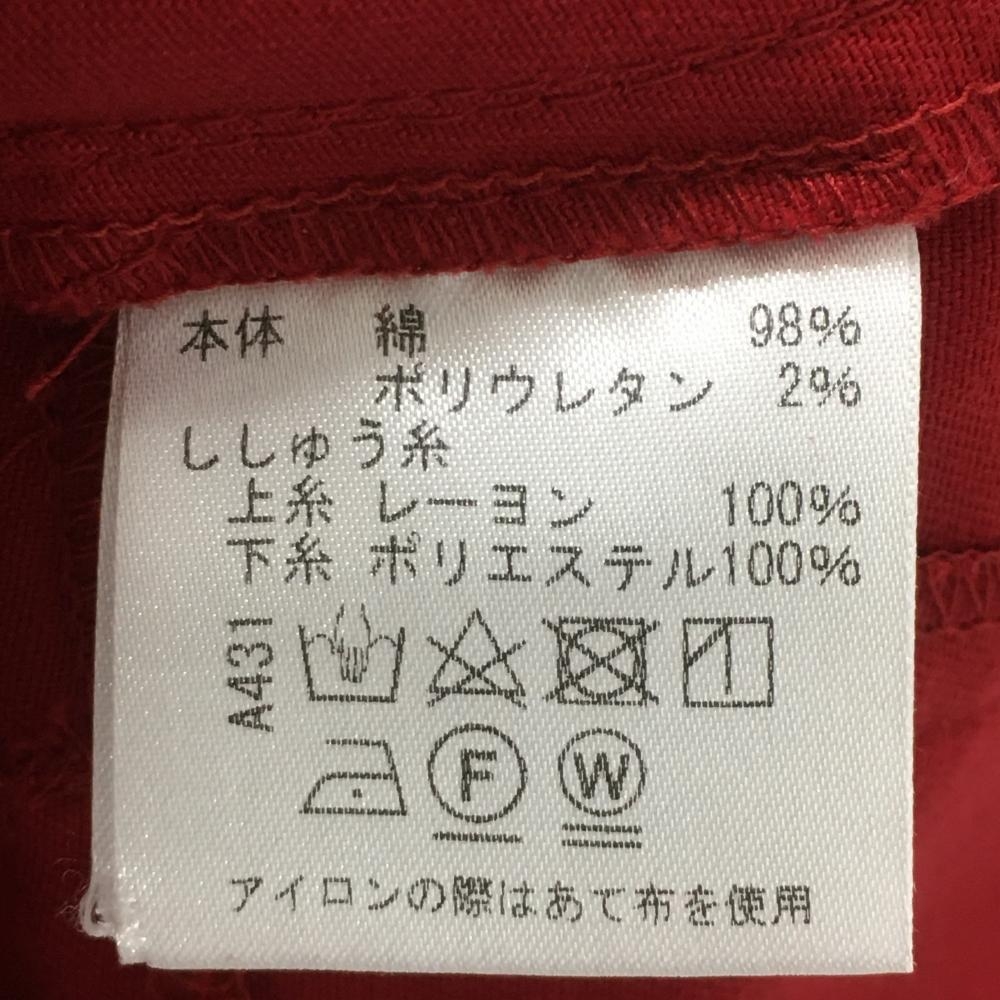 本体 綿 98%
ポリウレタン 2%
ししゅう糸
上糸 レーヨン 100%
下糸 ポリエステル100%
A431
F W
アイロンの際はあて布を使用